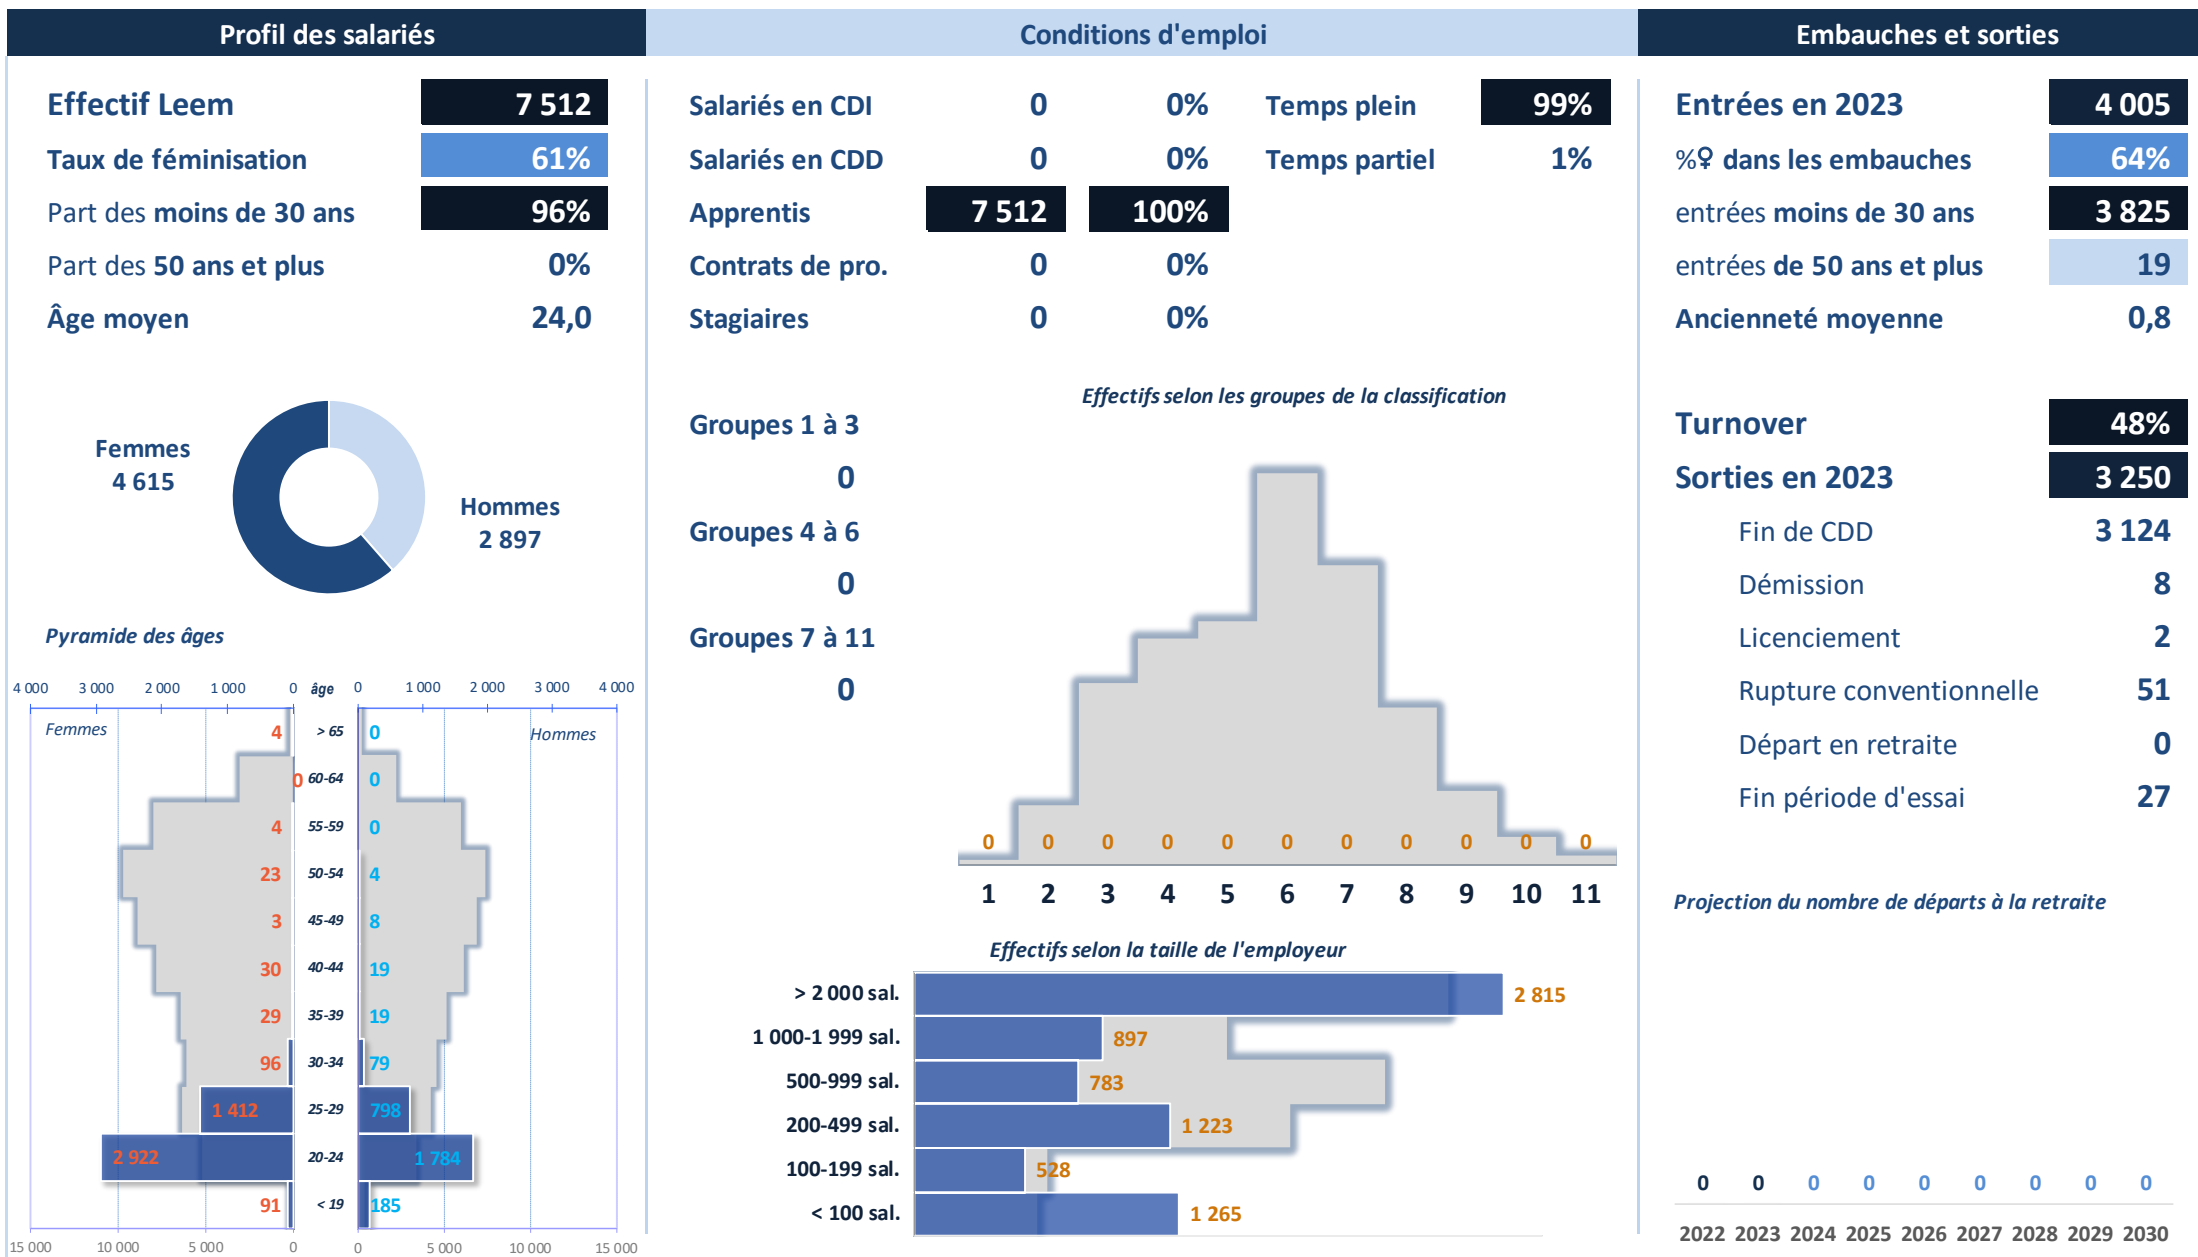 Profil des salariés
Effectif Leem 7 512
Taux de féminisation 61%
Part des moins de 30 ans 96%
Part des 50 ans et plus 0%
Âge moyen 24,0
Femmes
4 615
Hommes
2 897
Pyramide des âges
4 000 3 000 2 000 1 000 0 âge 0 1 000 2 000 3 000 4 000
Femmes Hommes
4 > 65 0
0 60-64 0
4 55-59 0
23 50-54 4
3 45-49 8
30 40-44 19
29 35-39 19
96 30-34 79
1 412 25-29 798
2 922 20-24 1 784
91 < 19 185
15 000 10 000 5 000 0 0 5 000 10 000 15 000
Conditions d'emploi
Salariés en CDI 0 0% Temps plein 99%
Salariés en CDD 0 0% Temps partiel 1%
Apprentis 7 512 100%
Contrats de pro. 0 0%
Stagiaires 0 0%
Groupes 1 à 3
0
Groupes 4 à 6
0
Groupes 7 à 11
0
Effectifs selon les groupes de la classification
0 0 0 0 0 0 0 0 0 0 0
1 2 3 4 5 6 7 8 9 10 11
Effectifs selon la taille de l'employeur
> 2 000 sal. 2 815
1 000-1 999 sal. 897
500-999 sal. 783
200-499 sal. 1 223
100-199 sal. 528
< 100 sal. 1 265
Embauches et sorties
Entrées en 2023 4 005
%♀ dans les embauches 64%
entrées moins de 30 ans 3 825
entrées de 50 ans et plus 19
Ancienneté moyenne 0,8
Turnover 48%
Sorties en 2023 3 250
Fin de CDD 3 124
Démission 8
Licenciement 2
Rupture conventionnelle 51
Départ en retraite 0
Fin période d'essai 27
Projection du nombre de départs à la retraite
0 0 0 0 0 0 0 0 0
2022 2023 2024 2025 2026 2027 2028 2029 2030